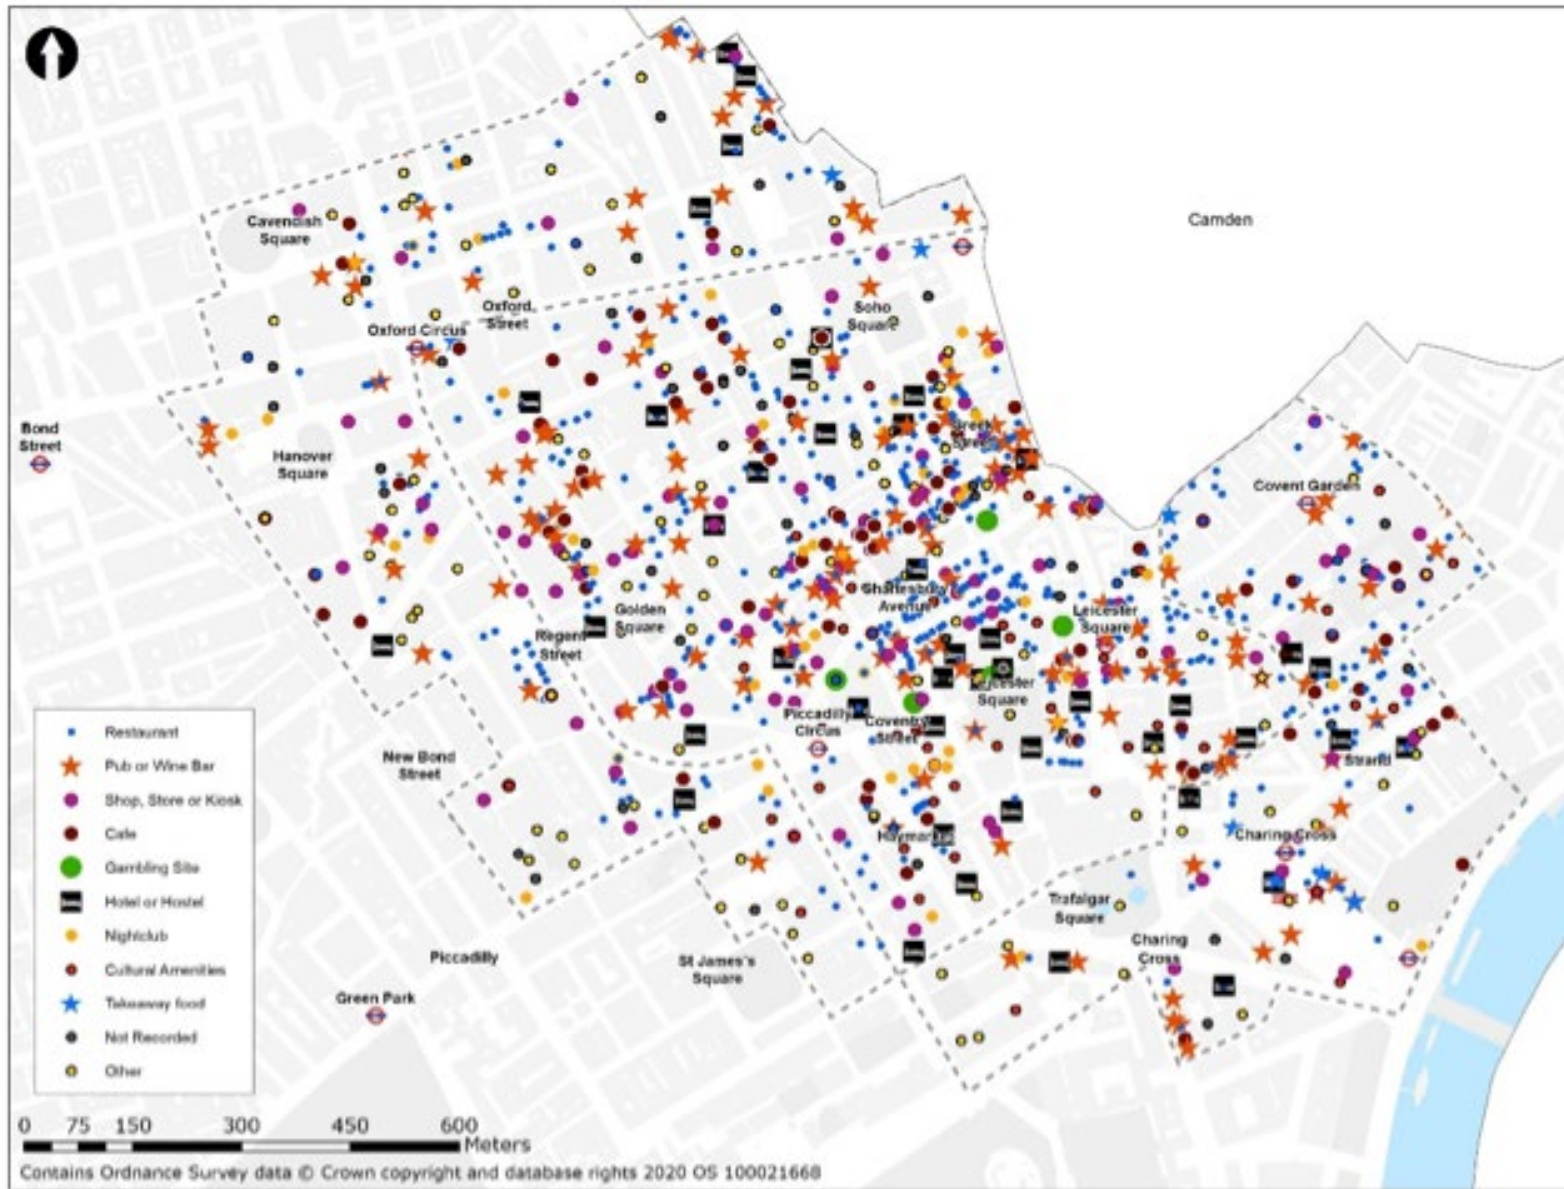 Camden
Cavendish
Square
Oxford
Street
Soho
Square
Oxford Circus
Bond
Street
Hanover
Square
Greek
Street
Covent Garden
Shaftesbury
Avenue
Golden
Square
Leicester
Square
Regent
Street
Leicester
Square
Piccadilly
Circus
Coventry
Street
New Bond
Street
Strand
Haymarket
Charing Cross
Trafalgar
Square
Charing
Cross
Piccadilly
St James's
Square
Green Park
Restaurant
Pub or Wine Bar
Shop, Store or Kiosk
Cafe
Gambling Site
Hotel or Hostel
Nightclub
Cultural Amenities
Takeaway food
Not Recorded
Other
0 75 150 300 450 600
Meters
Contains Ordnance Survey data © Crown copyright and database rights 2020 OS 100021668